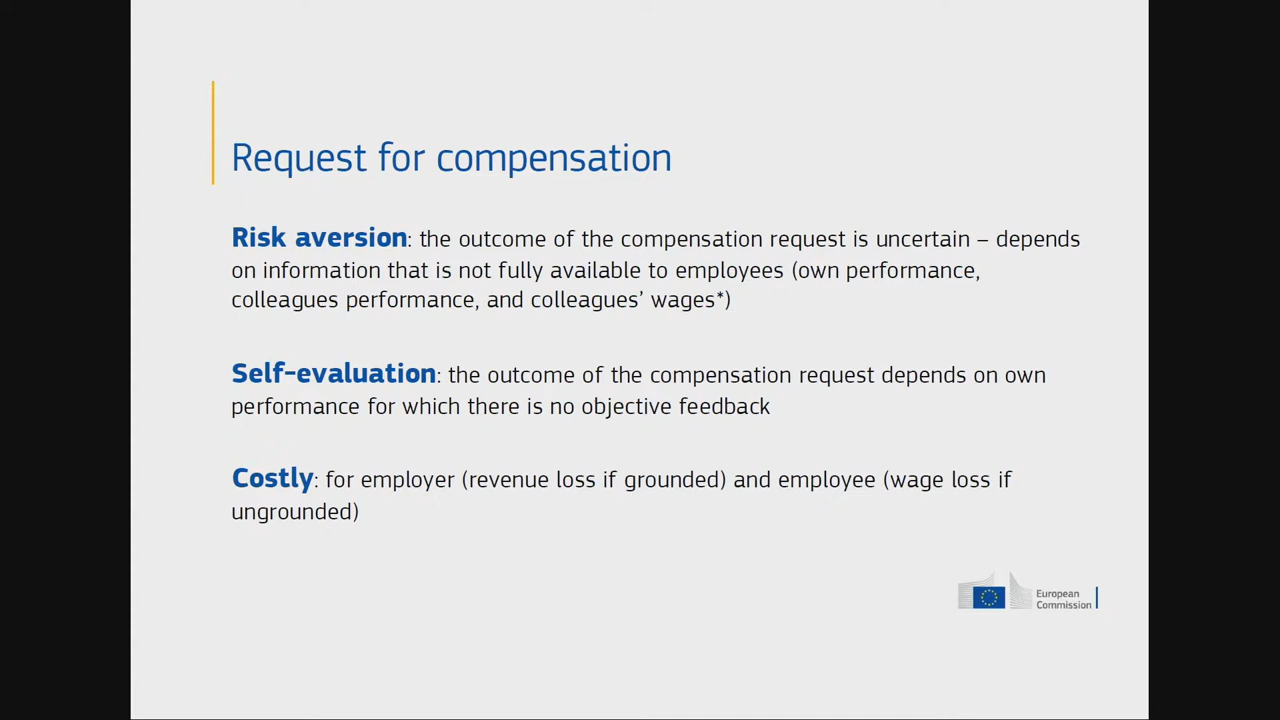 Request for compensation
Risk aversion: the outcome of the compensation request is uncertain – depends
on information that is not fully available to employees (own performance,
colleagues performance, and colleagues’ wages*)
Self-evaluation: the outcome of the compensation request depends on own
performance for which there is no objective feedback
Costly: for employer (revenue loss if grounded) and employee (wage loss if
ungrounded)
European
Commission